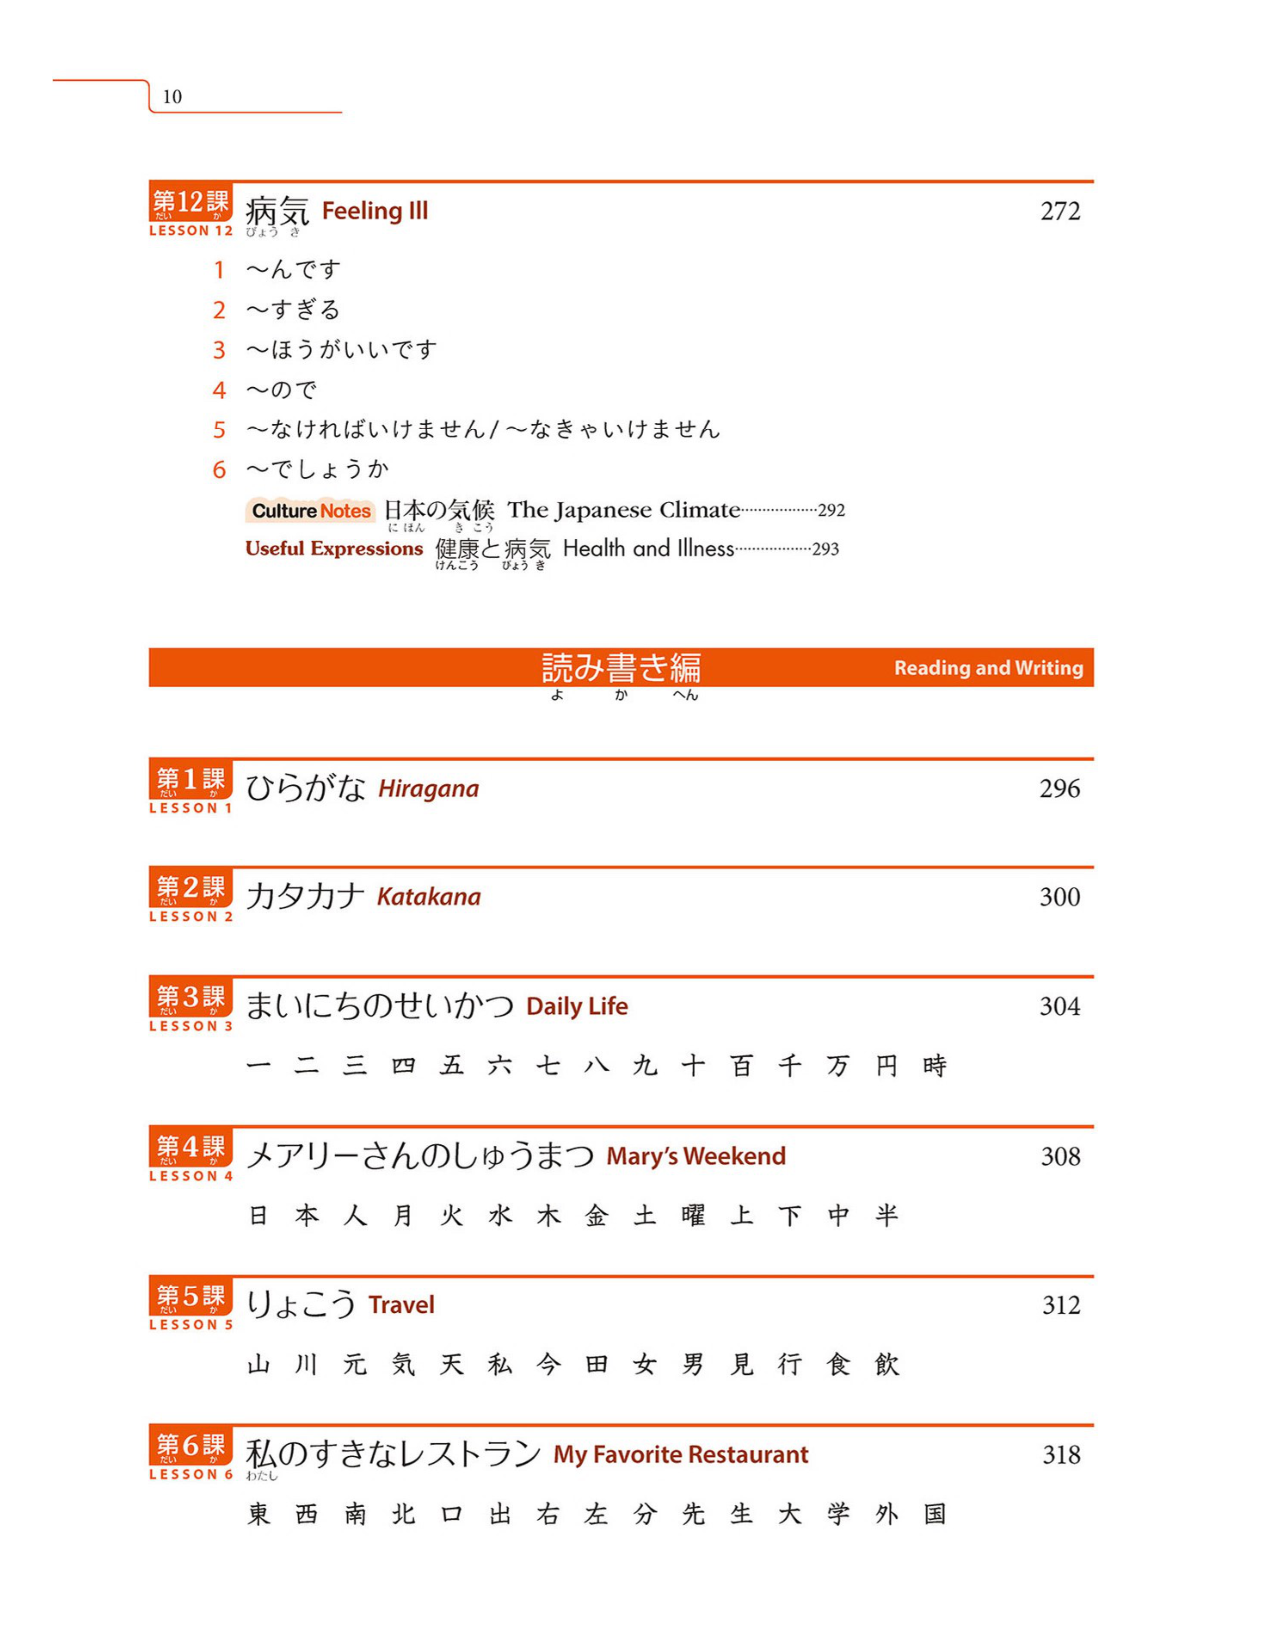 10
第12課 病気 Feeling Ill 272
だい か
LESSON 12 びょう き
1 〜んです
2 〜すぎる
3 〜ほうがいいです
4 〜ので
5 〜なければいけません/〜なきゃいけません
6 〜でしょうか
Culture Notes 日本の気候 The Japanese Climate················292
に ほん き こう
Useful Expressions 健康と病気 Health and Illness················293
けんこう びょう き
読み書き編 Reading and Writing
よ か へん
第1課 ひらがな Hiragana 296
だい か
LESSON 1
第2課 カタカナ Katakana 300
だい か
LESSON 2
第3課 まいにちのせいかつ Daily Life 304
だい か
LESSON 3
一 二 三 四 五 六 七 八 九 十 百 千 万 円 時
第4課 メアリーさんのしゅうまつ Mary's Weekend 308
だい か
LESSON 4
日 本 人 月 火 水 木 金 土 曜 上 下 中 半
第5課 りょこう Travel 312
だい か
LESSON 5
山 川 元 気 天 私 今 田 女 男 見 行 食 飲
第6課 私のすきなレストラン My Favorite Restaurant 318
だい か
LESSON 6 わたし
東 西 南 北 口 出 右 左 分 先 生 大 学 外 国